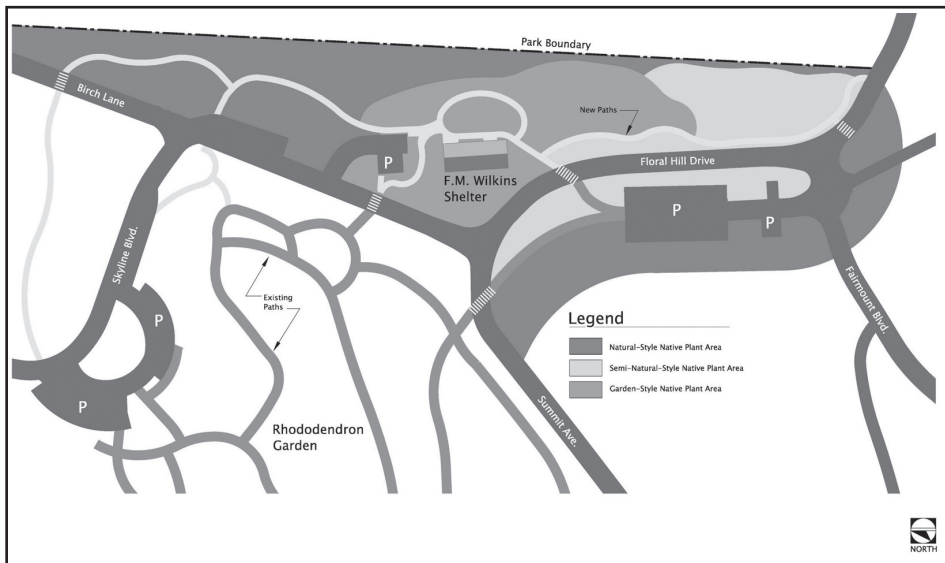 Park Boundary
Birch Lane
New Paths
P
F.M. Wilkins
Shelter
Floral Hill Drive
P
P
Skyline Blvd.
Existing
Paths
Fairmount Blvd.
P
P
Legend
Natural-Style Native Plant Area
Semi-Natural-Style Native Plant Area
Garden-Style Native Plant Area
Rhododendron
Garden
Summit Ave.
NORTH